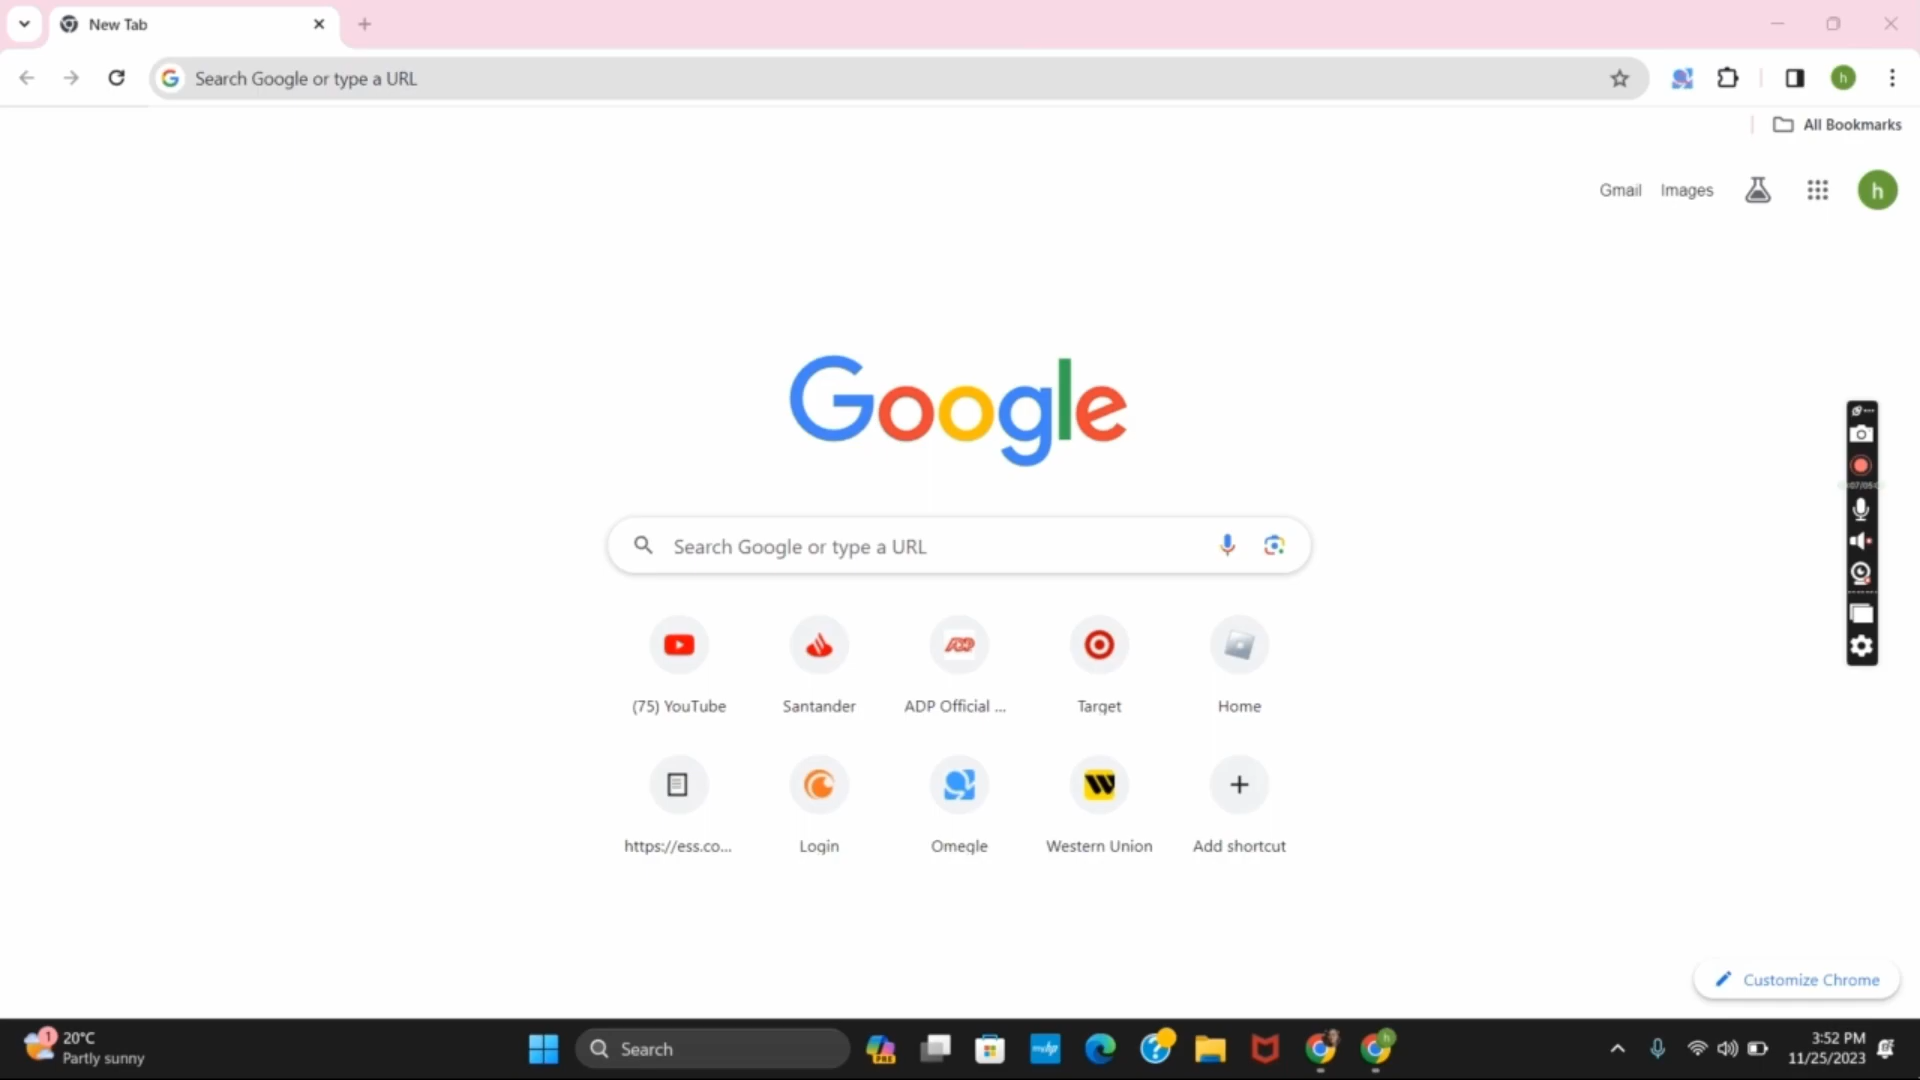 New Tab
Search Google or type a URL
h
All Bookmarks
Gmail Images
h
Google
Search Google or type a URL
(75) YouTube Santander ADP Official ... Target Home
https://ess.co... Login Omegle Western Union Add shortcut
Customize Chrome
20°C
Partly sunny
Search
3:52 PM
11/25/2023